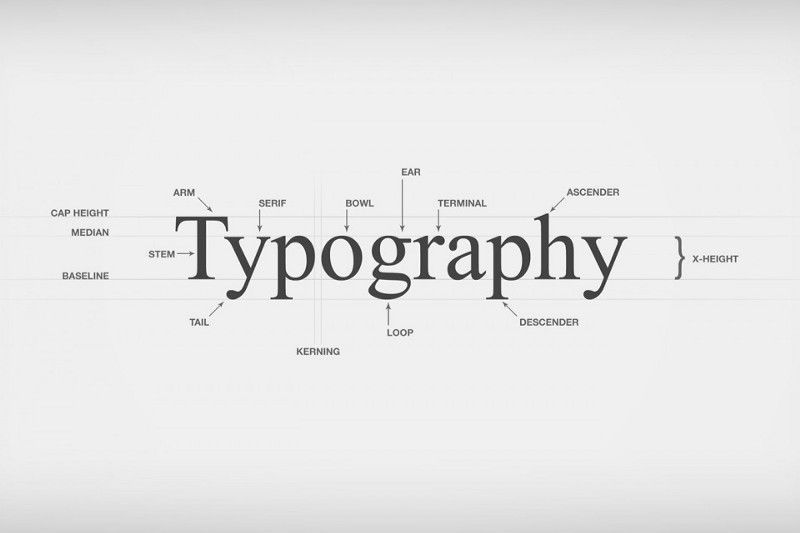 EAR
ARM
SERIF
BOWL
TERMINAL
ASCENDER
CAP HEIGHT
MEDIAN
STEM
Typography
X-HEIGHT
BASELINE
TAIL
LOOP
DESCENDER
KERNING